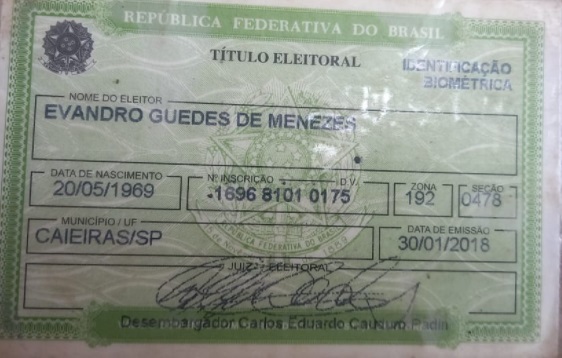 REPÚBLICA FEDERATIVA DO BRASIL
TÍTULO ELEITORAL
IDENTIFICAÇÃO
BIOMÉTRICA
NOME DO ELEITOR
EVANDRO GUEDES DE MENEZES
DATA DE NASCIMENTO Nº INSCRIÇÃO D.V. ZONA SEÇÃO
20/05/1969 1696 8101 0175 192 0478
MUNICÍPIO / UF DATA DE EMISSÃO
CAIEIRAS/SP 30/01/2018
JUIZ ELEITORAL
Desembargador Carlos Eduardo Cauduro Padin